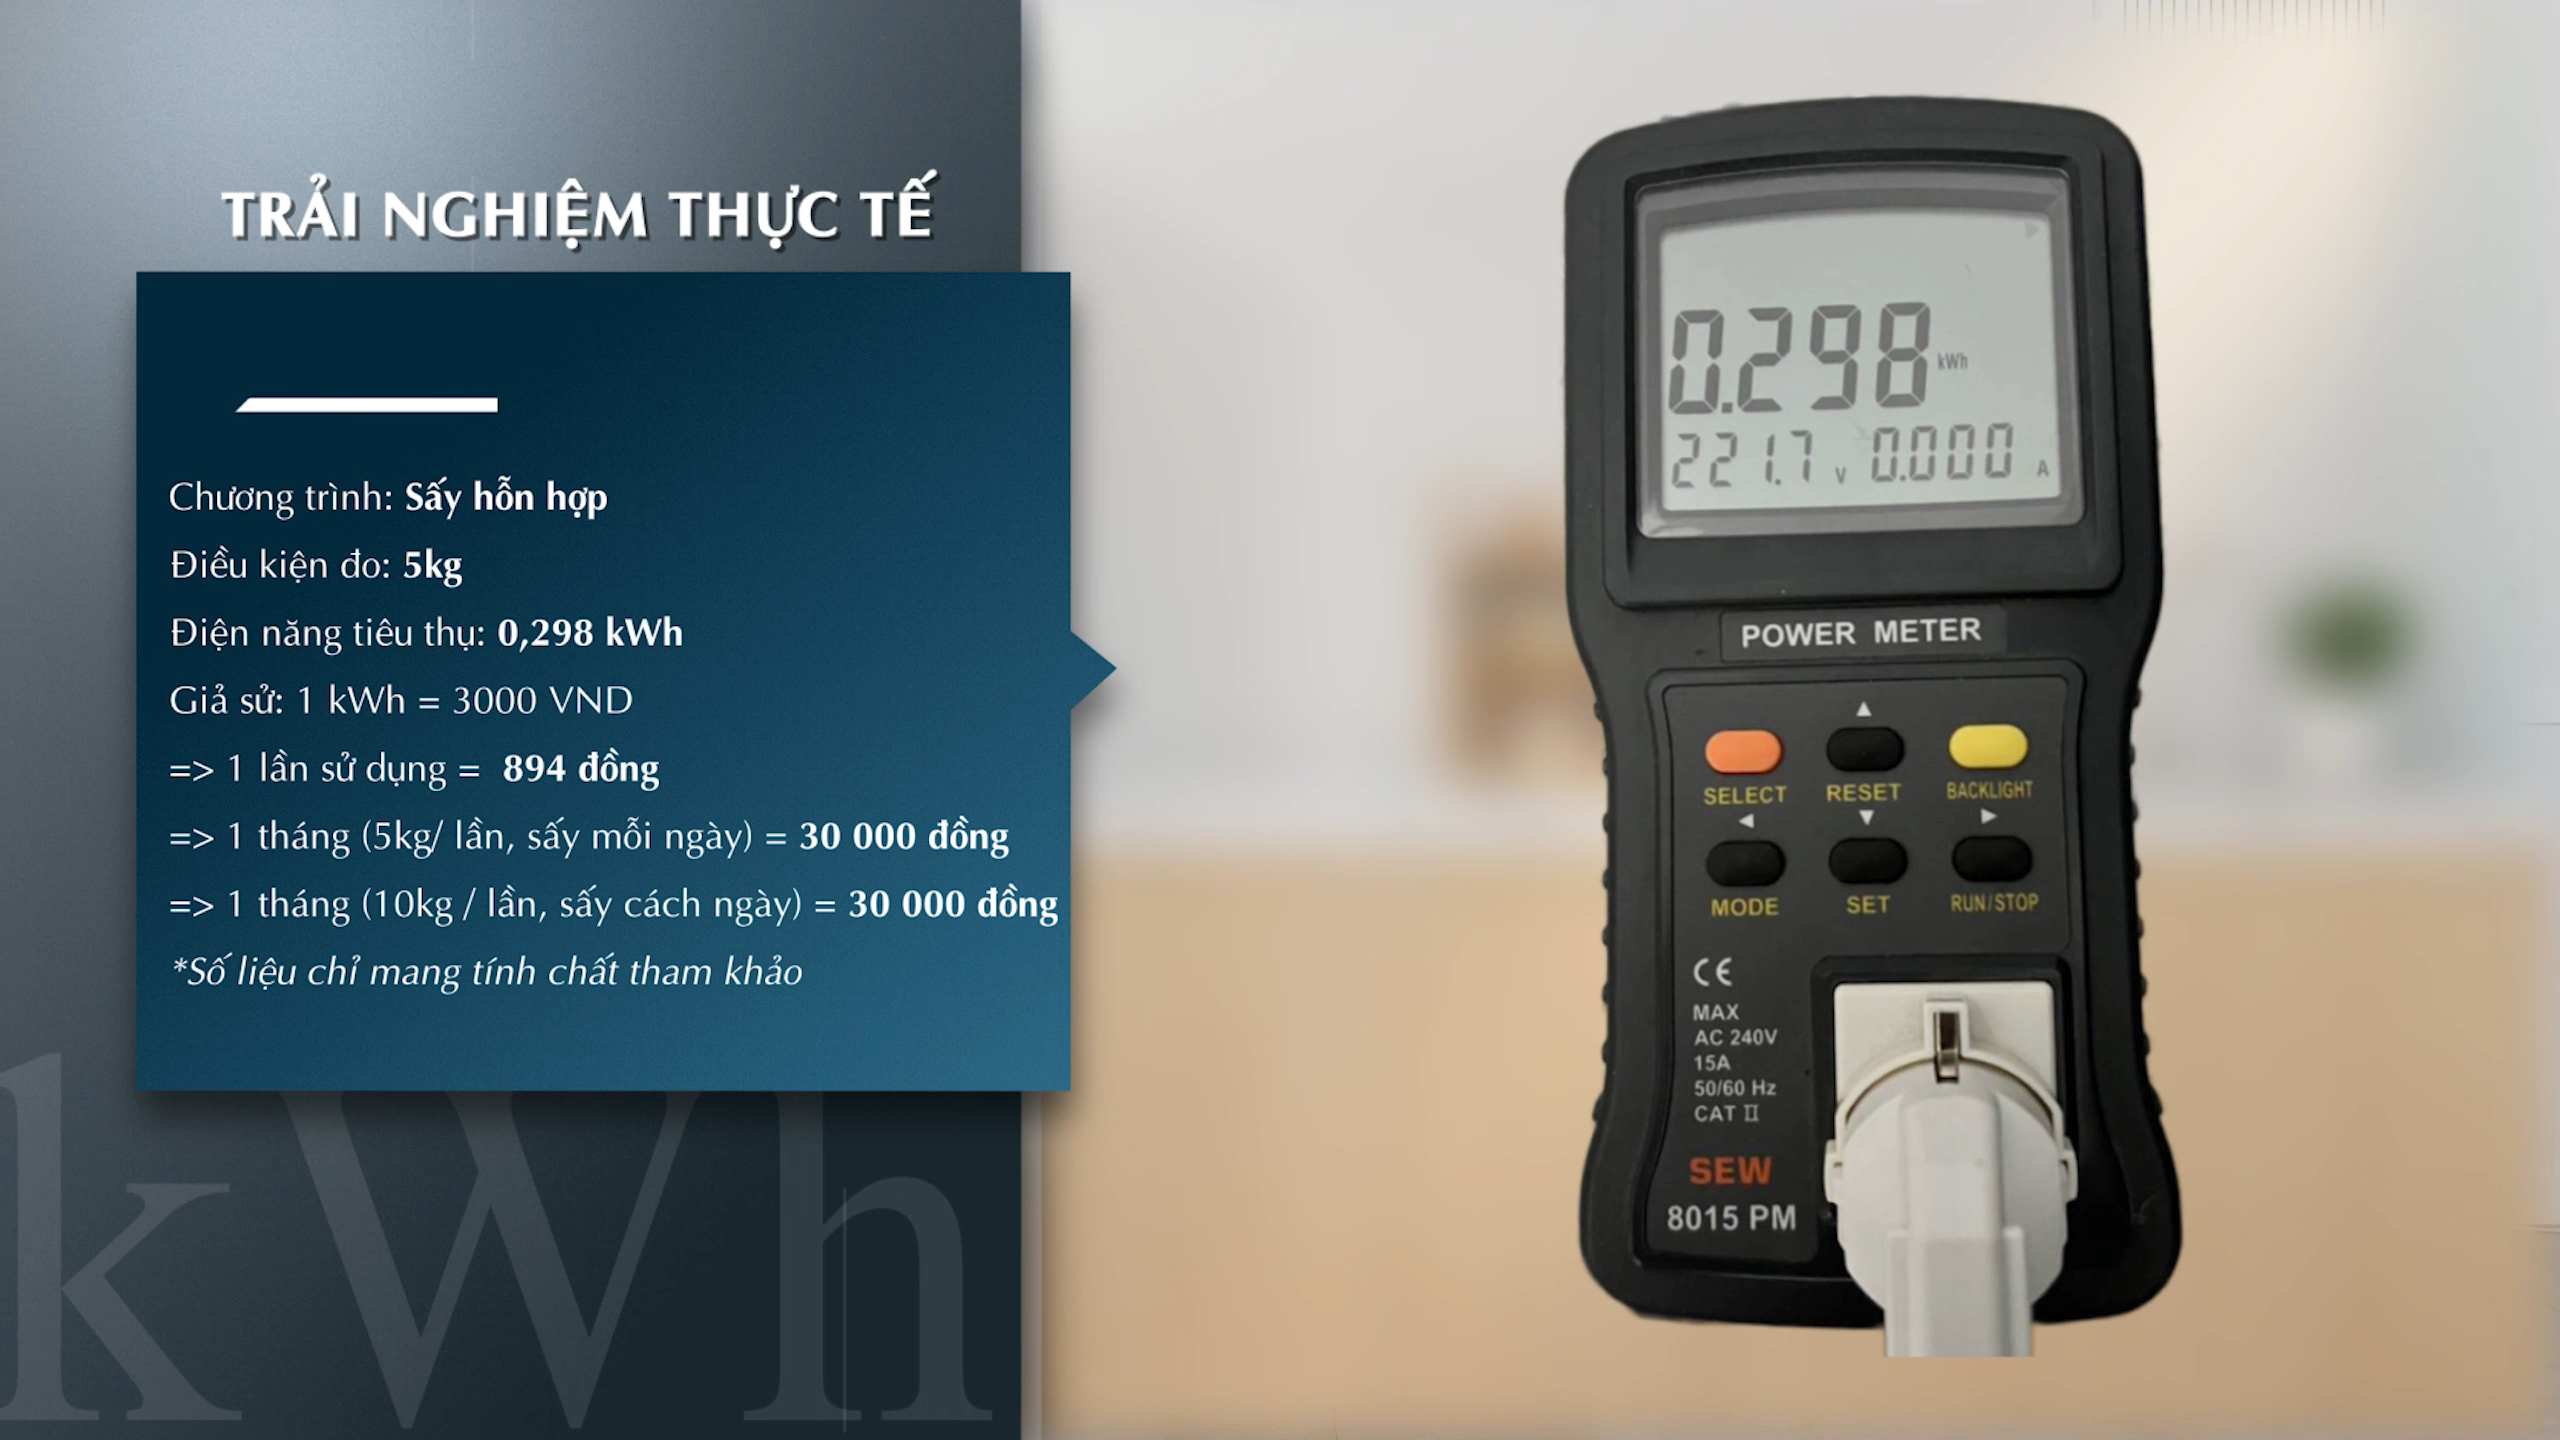 TRẢI NGHIỆM THỰC TẾ
Chương trình: Sấy hỗn hợp
Điều kiện đo: 5kg
Điện năng tiêu thụ: 0,298 kWh
Giả sử: 1 kWh = 3000 VND
=> 1 lần sử dụng = 894 đồng
=> 1 tháng (5kg/ lần, sấy mỗi ngày) = 30 000 đồng
=> 1 tháng (10kg / lần, sấy cách ngày) = 30 000 đồng
*Số liệu chỉ mang tính chất tham khảo
kWh
0.298 kWh
221.7 V 0.000 A
POWER METER
SELECT RESET BACKLIGHT
MODE SET RUN/STOP
CE
MAX
AC 240V
15A
50/60 Hz
CAT II
SEW
8015 PM